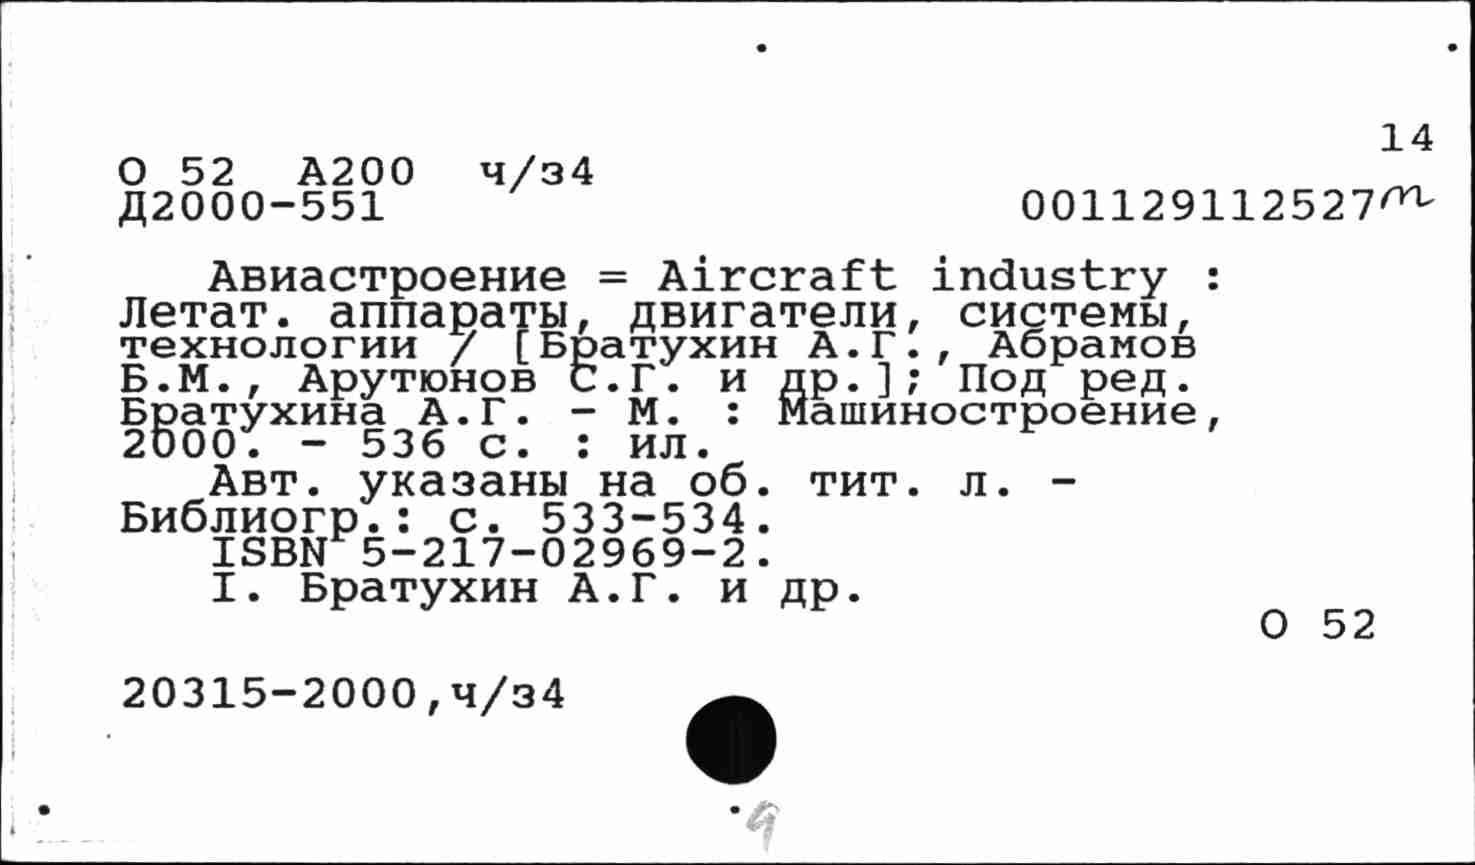 14
О 52 А200 ч/з4
Д2000-551 001129112527m
Авиастроение = Aircraft industry :
Летат. аппараты, двигатели, системы,
технологии / [Братухин А.Г., Абрамов
Б.М., Арутюнов С.Г. и др.]; Под ред.
Братухина А.Г. - М. : Машиностроение,
2000. - 536 с. : ил.
Авт. указаны на об. тит. л. -
Библиогр.: с. 533-534.
ISBN 5-217-02969-2.
I. Братухин А.Г. и др.
О 52
20315-2000,ч/з4